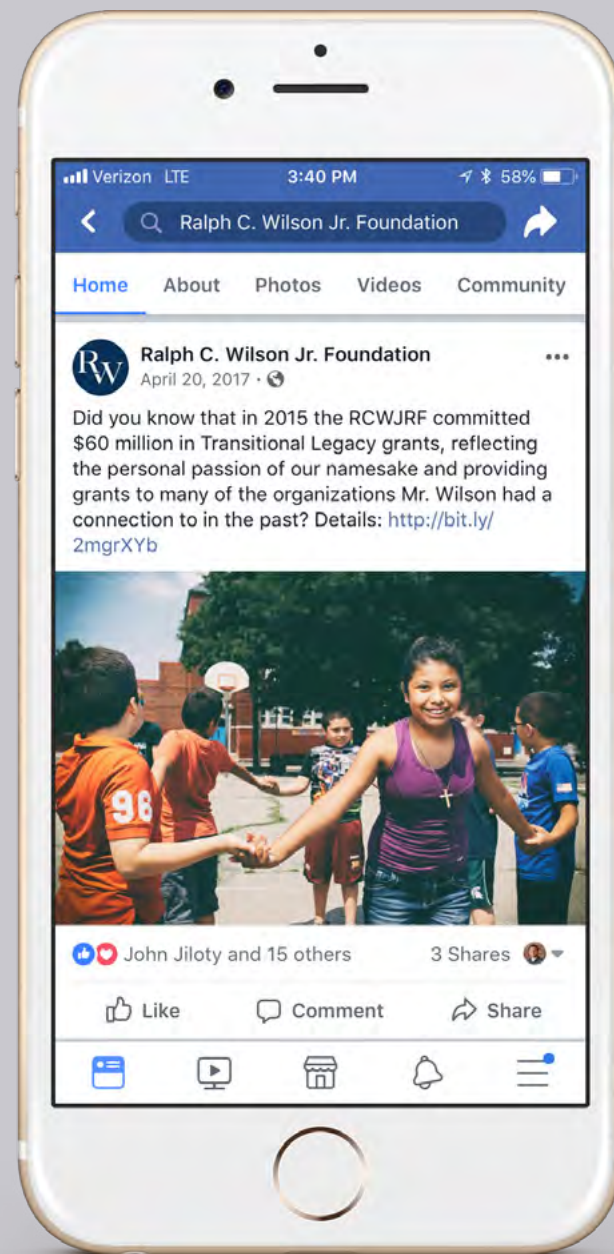 Verizon LTE 3:40 PM 58%
Ralph C. Wilson Jr. Foundation
Home About Photos Videos Community
RW Ralph C. Wilson Jr. Foundation
April 20, 2017 ·
Did you know that in 2015 the RCWJRF committed
$60 million in Transitional Legacy grants, reflecting
the personal passion of our namesake and providing
grants to many of the organizations Mr. Wilson had a
connection to in the past? Details: http://bit.ly/
2mgrXYb
96
John Jiloty and 15 others 3 Shares
Like Comment Share